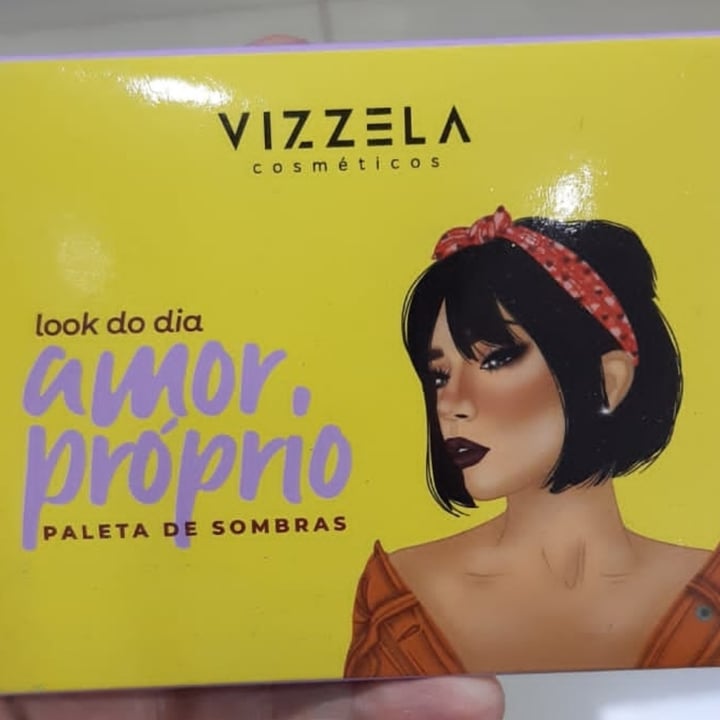 VIZZELA
cosméticos
look do dia
amor,
próprio
PALETA DE SOMBRAS